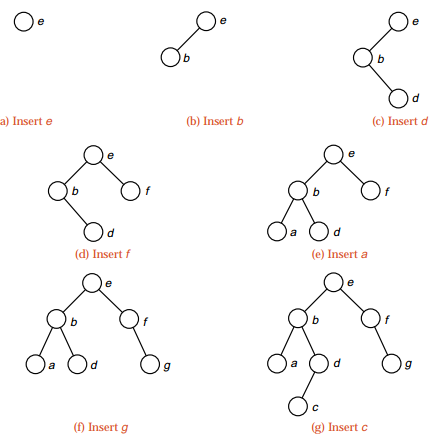 e
e
b
e
b
d
a) Insert e
(b) Insert b
(c) Insert d
e
b
f
d
e
b
f
a
d
(d) Insert f
(e) Insert a
e
b
f
a
d
g
e
b
f
a
d
g
c
(f) Insert g
(g) Insert c